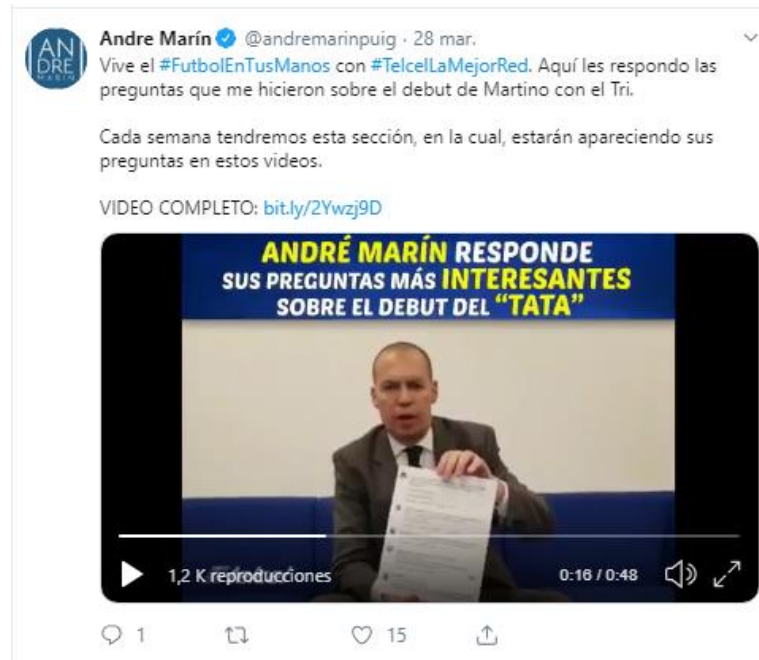 AN
DRE
MARIN
Andre Marín @andremarinpuig · 28 mar.
Vive el #FutbolEnTusManos con #TelcelLaMejorRed. Aquí les respondo las
preguntas que me hicieron sobre el debut de Martino con el Tri.
Cada semana tendremos esta sección, en la cual, estarán apareciendo sus
preguntas en estos videos.
VIDEO COMPLETO: bit.ly/2Ywzj9D
ANDRÉ MARÍN RESPONDE
SUS PREGUNTAS MÁS INTERESANTES
SOBRE EL DEBUT DEL “TATA”
1,2 K reproducciones
0:16 / 0:48
1
15